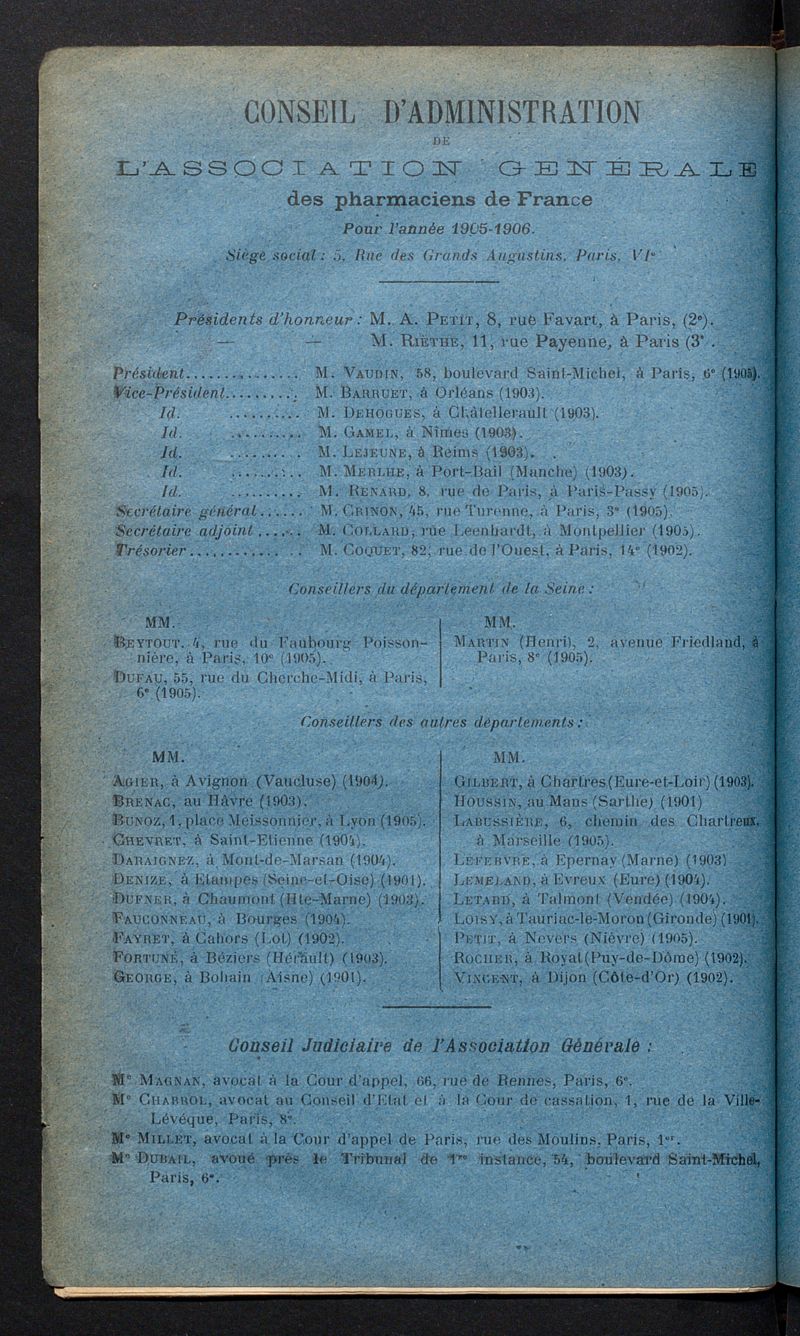 CONSEIL D'ADMINISTRATION
DE
L'ASSOCIATION GENERALE
des pharmaciens de France
Pour l'année 1905-1906.
Siège social : 5, Rue des Grands Augustins, Paris, VIe
Présidents d'honneur : M. A. PETIT, 8, rue Favart, à Paris, (2e).
— — M. RIETHE, 11, rue Payenne, à Paris (3e.
Président.................. M. VAUDIN, 58, boulevard Saint-Michel, à Paris, 6e (1905).
Vice-Président........... M. BARRUET, à Orléans (1903).
Id. .......... M. DEHOGUES, à Châtellerault (1903).
Id. .......... M. GAMEL, à Nîmes (1903).
Id. .......... M. LEJEUNE, à Reims (1903).
Id. .......... M. MERLHE, à Port-Bail (Manche) (1903).
Id. .......... M. RENARD, 8, rue de Paris, à Paris-Passy (1905).
Secrétaire général...... M. CRINON, 45, rue Turenne, à Paris, 3e (1905).
Secrétaire adjoint...... M. COLLARD, rue Leenhardt, à Montpellier (1905).
Trésorier................ M. COQUET, 82, rue de l'Ouest, à Paris, 14e (1902).
Conseillers du département de la Seine :
MM.
BEYTOUT, 4, rue du Faubourg Poisson-
nière, à Paris, 10e (1905).
DUFAU, 55, rue du Cherche-Midi, à Paris,
6e (1905).
MM.
MARTIN (Henri), 2, avenue Friedland, à
Paris, 8e (1905).
Conseillers des autres départements :
MM.
AGIER, à Avignon (Vaucluse) (1904).
BRENAC, au Hâvre (1903).
BUNOZ, 1, place Meissonnier, à Lyon (1905).
CHEVRET, à Saint-Etienne (1904).
DARAIGNEZ, à Mont-de-Marsan (1904).
DENIZE, à Etampes (Seine-et-Oise) (1901).
DUFNER, à Chaumont (Hte-Marne) (1903).
FAUCONNEAU, à Bourges (1904).
FAYRET, à Cahors (Lot) (1902).
FORTUNÉ, à Béziers (Hérault) (1903).
GEORGE, à Bohain (Aisne) (1901).
MM.
GILBERT, à Chartres (Eure-et-Loir) (1903).
HOUSSIN, au Mans (Sarthe) (1901)
LABUSSIÈRE, 6, chemin des Chartreux,
à Marseille (1905).
LEFEBVRE, à Epernay (Marne) (1903)
LEMELAND, à Evreux (Eure) (1904).
LETARD, à Talmont (Vendée) (1904).
LOISY, à Tauriac-le-Moron (Gironde) (1901).
PETIT, à Nevers (Nièvre) (1905).
ROCHER, à Royat (Puy-de-Dôme) (1902).
VINCENT, à Dijon (Côte-d'Or) (1902).
Conseil Judiciaire de l'Association Générale :
Me MAGNAN, avocat à la Cour d'appel, 66, rue de Rennes, Paris, 6e.
Me CHABROL, avocat au Conseil d'Etat et à la Cour de cassation, 1, rue de la Ville-
Lévéque, Paris, 8e.
Me MILLET, avocat à la Cour d'appel de Paris, rue des Moulins, Paris, 1er.
Me DUBAIL, avoué près le Tribunal de 1re instance, 54, boulevard Saint-Michel,
Paris, 6e.